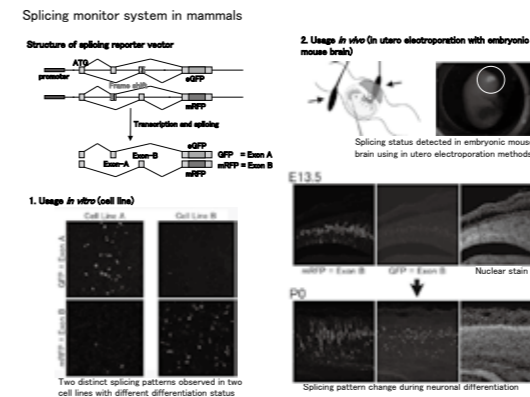 Splicing monitor system in mammals
Structure of splicing reporter vector
ATG
promoter
eGFP
Frame shift
mRFP
Transcription and splicing
eGFP
Exon-B
GFP = Exon A
Exon-A
mRFP = Exon B
mRFP
1. Usage in vitro (cell line)
Cell Line A
Cell Line B
GFP = Exon A
mRFP = Exon B
Two distinct splicing patterns observed in two
cell lines with different differentiation status
2. Usage in vivo (in utero electroporation with embryonic
mouse brain)
Splicing status detected in embryonic mouse
brain using in utero electroporation methods
E13.5
mRFP = Exon B
GFP = Exon B
Nuclear stain
P0
Splicing pattern change during neuronal differentiation